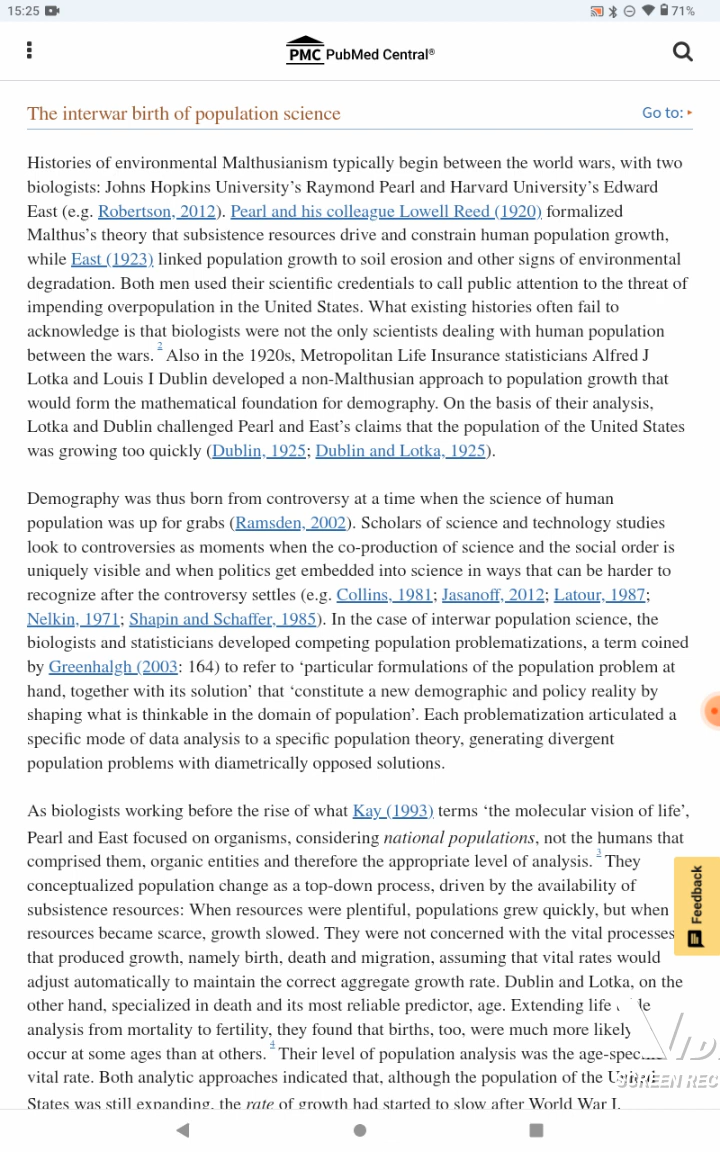 15:25
71%
PMC PubMed Central®
The interwar birth of population science
Go to:
Histories of environmental Malthusianism typically begin between the world wars, with two
biologists: Johns Hopkins University’s Raymond Pearl and Harvard University’s Edward
East (e.g. Robertson, 2012). Pearl and his colleague Lowell Reed (1920) formalized
Malthus’s theory that subsistence resources drive and constrain human population growth,
while East (1923) linked population growth to soil erosion and other signs of environmental
degradation. Both men used their scientific credentials to call public attention to the threat of
impending overpopulation in the United States. What existing histories often fail to
acknowledge is that biologists were not the only scientists dealing with human population
between the wars. 2 Also in the 1920s, Metropolitan Life Insurance statisticians Alfred J
Lotka and Louis I Dublin developed a non-Malthusian approach to population growth that
would form the mathematical foundation for demography. On the basis of their analysis,
Lotka and Dublin challenged Pearl and East’s claims that the population of the United States
was growing too quickly (Dublin, 1925; Dublin and Lotka, 1925).
Demography was thus born from controversy at a time when the science of human
population was up for grabs (Ramsden, 2002). Scholars of science and technology studies
look to controversies as moments when the co-production of science and the social order is
uniquely visible and when politics get embedded into science in ways that can be harder to
recognize after the controversy settles (e.g. Collins, 1981; Jasanoff, 2012; Latour, 1987;
Nelkin, 1971; Shapin and Schaffer, 1985). In the case of interwar population science, the
biologists and statisticians developed competing population problematizations, a term coined
by Greenhalgh (2003: 164) to refer to ‘particular formulations of the population problem at
hand, together with its solution’ that ‘constitute a new demographic and policy reality by
shaping what is thinkable in the domain of population’. Each problematization articulated a
specific mode of data analysis to a specific population theory, generating divergent
population problems with diametrically opposed solutions.
As biologists working before the rise of what Kay (1993) terms ‘the molecular vision of life’,
Pearl and East focused on organisms, considering national populations, not the humans that
comprised them, organic entities and therefore the appropriate level of analysis. 3 They
conceptualized population change as a top-down process, driven by the availability of
subsistence resources: When resources were plentiful, populations grew quickly, but when
resources became scarce, growth slowed. They were not concerned with the vital processes
that produced growth, namely birth, death and migration, assuming that vital rates would
adjust automatically to maintain the correct aggregate growth rate. Dublin and Lotka, on the
other hand, specialized in death and its most reliable predictor, age. Extending life
analysis from mortality to fertility, they found that births, too, were much more likely
occur at some ages than at others. 4 Their level of population analysis was the
vital rate. Both analytic approaches indicated that, although the population of the United
States was still expanding, the rate of growth had started to slow after World War I.
Feedback
SCREEN REC